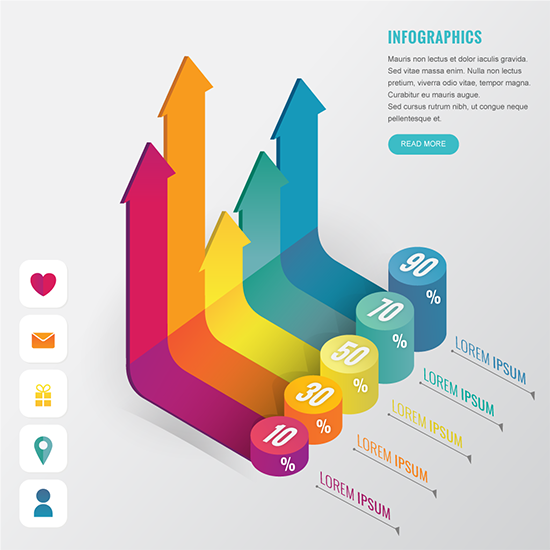 INFOGRAPHICS
Mauris non lectus et dolor iaculis gravida.
Sed vitae massa enim. Nulla non lectus
pretium, viverra diam vitae, tempor magna.
Curabitur eu mauris augue.
Sed cursus rutrum nibh, ut congue neque
pellentesque et.
READ MORE
90
%
70
%
50
%
30
%
10
%
LOREM IPSUM
LOREM IPSUM
LOREM IPSUM
LOREM IPSUM
LOREM IPSUM